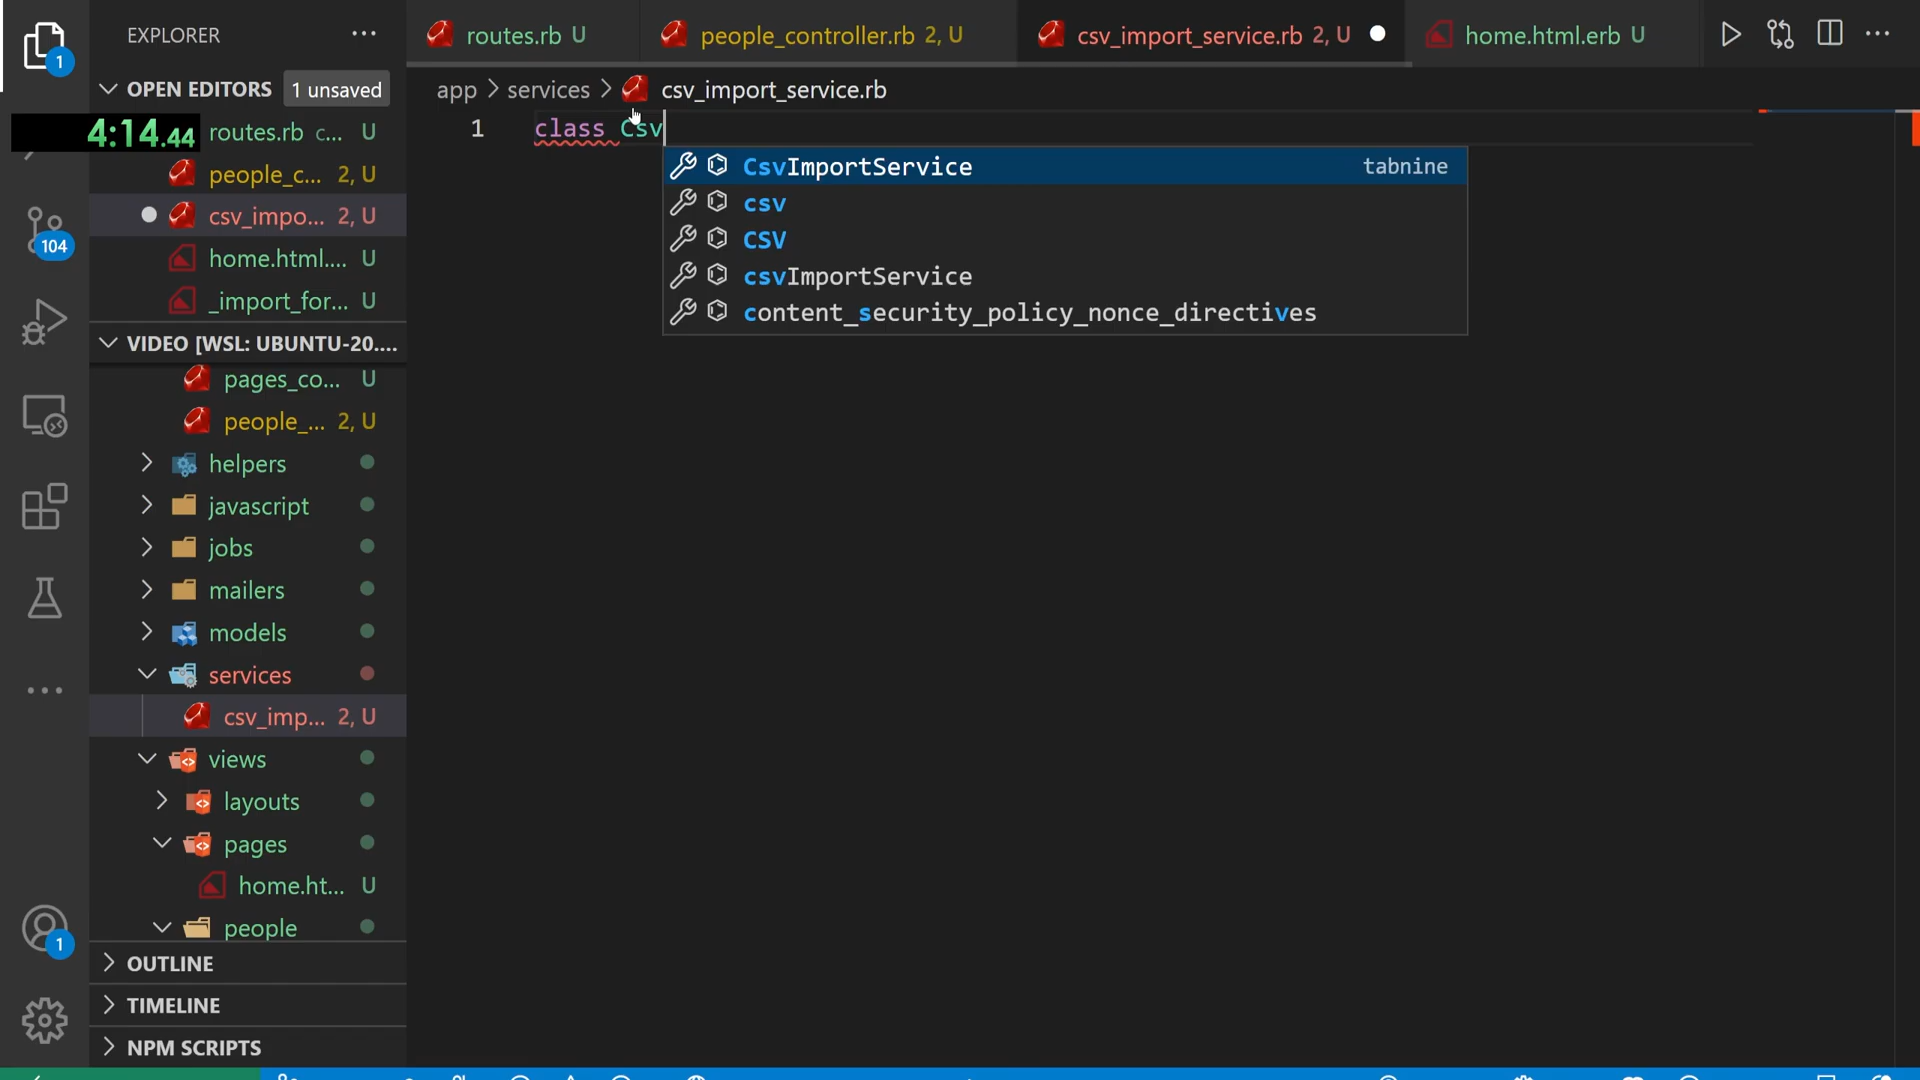 EXPLORER
OPEN EDITORS 1 unsaved
4:14.44
routes.rb c... U
people_c... 2, U
csv_impo... 2, U
home.html.... U
_import_for... U
VIDEO [WSL: UBUNTU-20....
pages_co... U
people_... 2, U
helpers
javascript
jobs
mailers
models
services
csv_imp... 2, U
views
layouts
pages
home.ht... U
people
OUTLINE
TIMELINE
NPM SCRIPTS
1
104
1
routes.rb U
people_controller.rb 2, U
csv_import_service.rb 2, U
home.html.erb U
app > services > csv_import_service.rb
1 class Csv
CsvImportService tabnine
csv
CSV
csvImportService
content_security_policy_nonce_directives